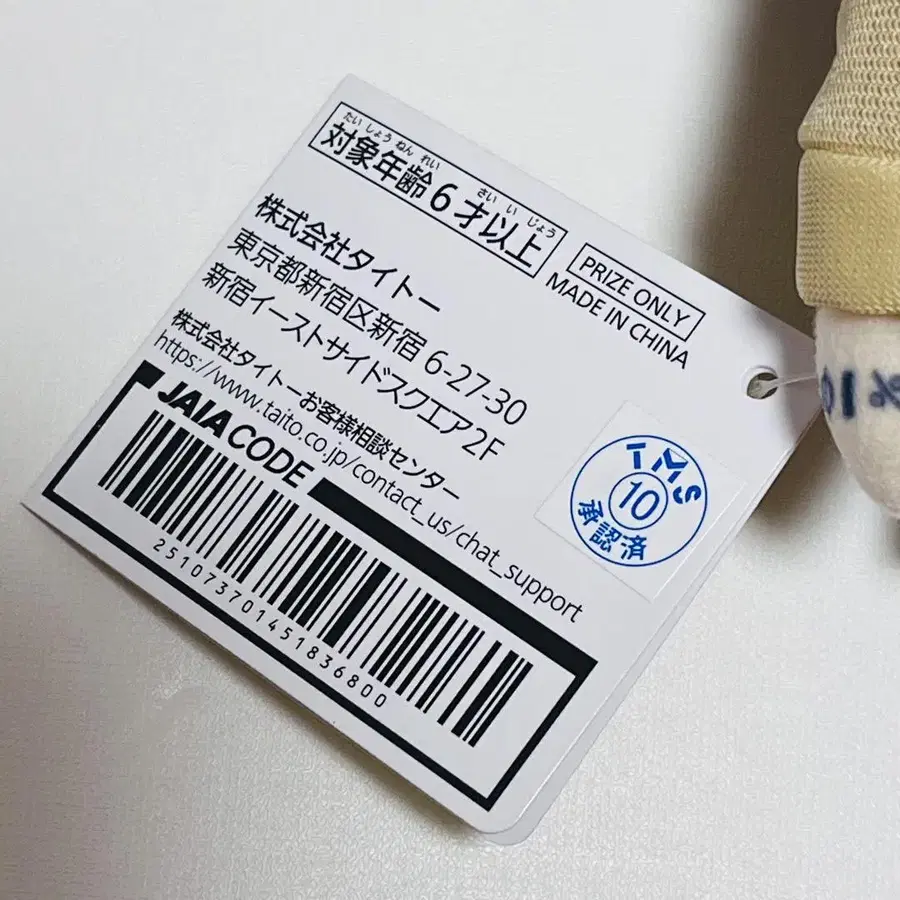 たいしょうねんれい さいいじょう
対象年齢6才以上
PRIZE ONLY
MADE IN CHINA
株式会社タイトー
東京都新宿区新宿 6-27-30
新宿イーストサイドスクエア2F
株式会社タイトーお客様相談センター
https://www.taito.co.jp/contact_us/chat_support
JAIA CODE
2510737014518368００
TMS
10
承認済